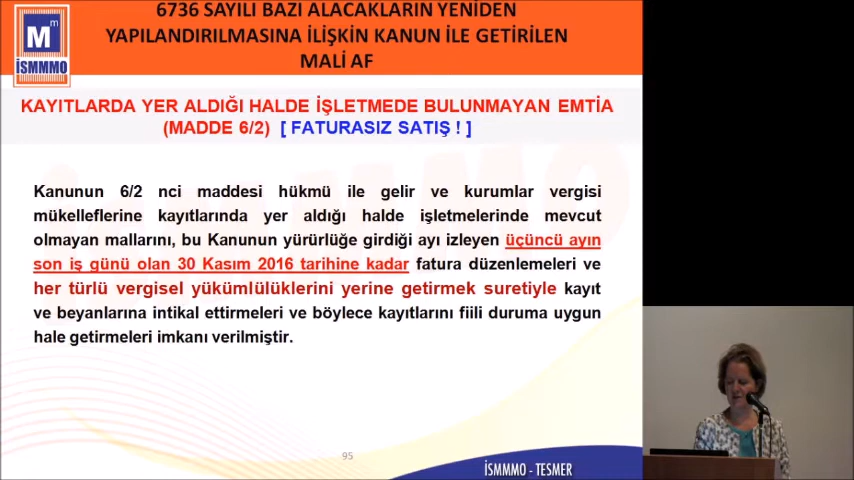 6736 SAYILI BAZI ALACAKLARIN YENİDEN
YAPILANDIRILMASINA İLİŞKİN KANUN İLE GETİRİLEN
MALİ AF
Mm
İSMMMO
KAYITLARDA YER ALDIĞI HALDE İŞLETMEDE BULUNMAYAN EMTİA
(MADDE 6/2) [ FATURASIZ SATIŞ ! ]
Kanunun 6/2 nci maddesi hükmü ile gelir ve kurumlar vergisi
mükelleflerine kayıtlarında yer aldığı halde işletmelerinde mevcut
olmayan mallarını, bu Kanunun yürürlüğe girdiği ayı izleyen üçüncü ayın
son iş günü olan 30 Kasım 2016 tarihine kadar fatura düzenlemeleri ve
her türlü vergisel yükümlülüklerini yerine getirmek suretiyle kayıt
ve beyanlarına intikal ettirmeleri ve böylece kayıtlarını fiili duruma uygun
hale getirmeleri imkanı verilmiştir.
95
İSMMMO - TESMER